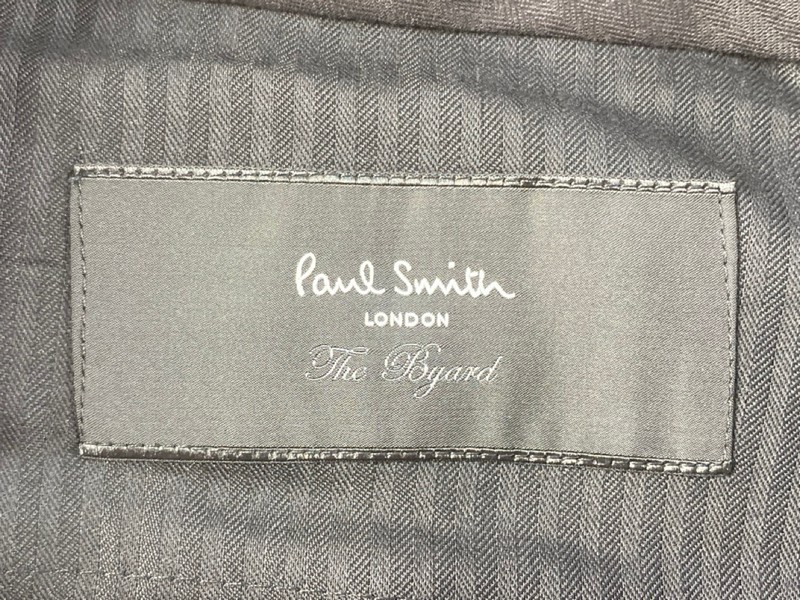 Paul Smith
LONDON
The Byard